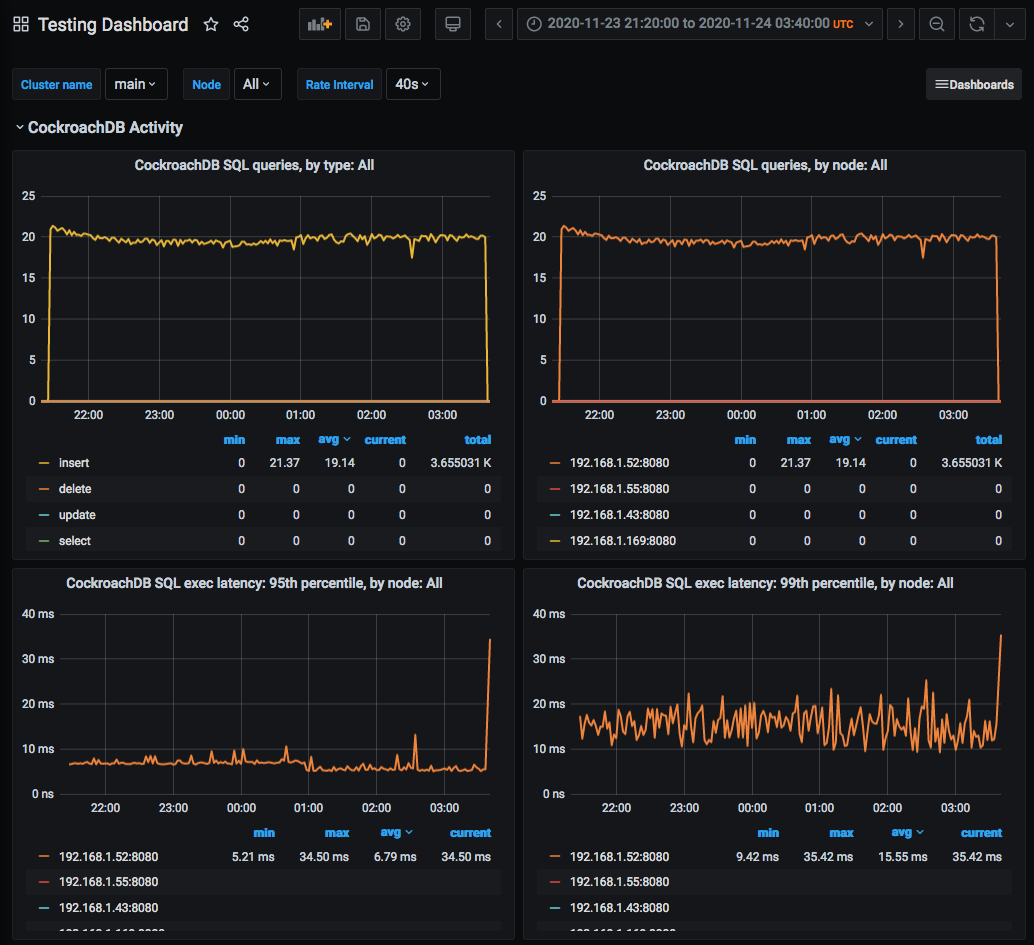 Testing Dashboard
2020-11-23 21:20:00 to 2020-11-24 03:40:00 UTC
Cluster name main Node All Rate Interval 40s Dashboards
CockroachDB Activity
CockroachDB SQL queries, by type: All
25
20
15
10
5
0
22:00 23:00 00:00 01:00 02:00 03:00
min max avg current total
insert 0 21.37 19.14 0 3.655031 K
delete 0 0 0 0 0
update 0 0 0 0 0
select 0 0 0 0 0
CockroachDB SQL queries, by node: All
25
20
15
10
5
0
22:00 23:00 00:00 01:00 02:00 03:00
min max avg current total
192.168.1.52:8080 0 21.37 19.14 0 3.655031 K
192.168.1.55:8080 0 0 0 0 0
192.168.1.43:8080 0 0 0 0 0
192.168.1.169:8080 0 0 0 0 0
CockroachDB SQL exec latency: 95th percentile, by node: All
40 ms
30 ms
20 ms
10 ms
0 ns
22:00 23:00 00:00 01:00 02:00 03:00
min max avg current
192.168.1.52:8080 5.21 ms 34.50 ms 6.79 ms 34.50 ms
192.168.1.55:8080
192.168.1.43:8080
CockroachDB SQL exec latency: 99th percentile, by node: All
40 ms
30 ms
20 ms
10 ms
0 ns
22:00 23:00 00:00 01:00 02:00 03:00
min max avg current
192.168.1.52:8080 9.42 ms 35.42 ms 15.55 ms 35.42 ms
192.168.1.55:8080
192.168.1.43:8080